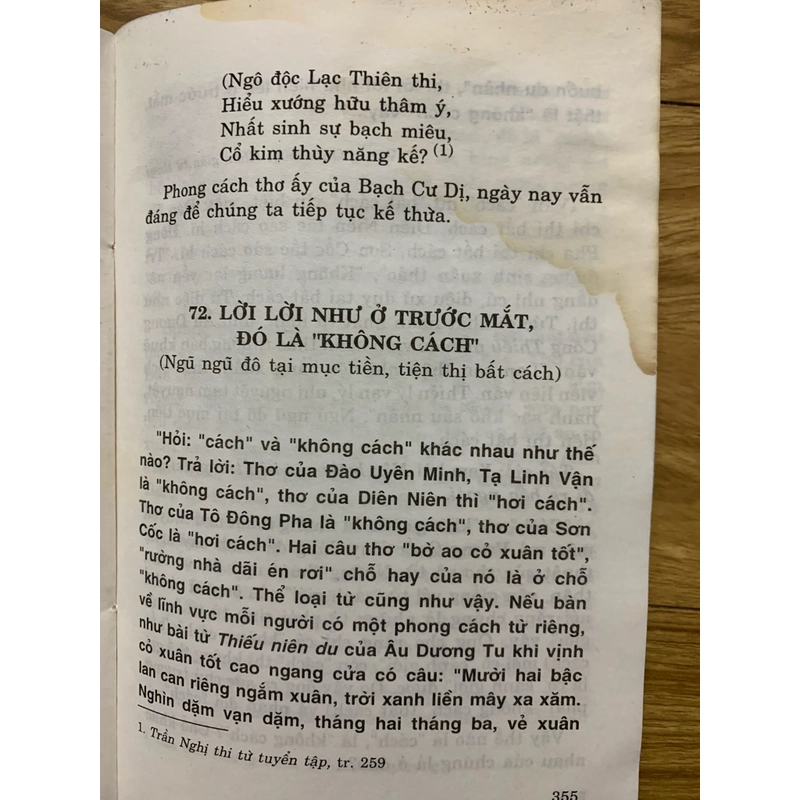 (Ngô độc Lạc Thiên thi,
Hiểu xướng hữu thâm ý,
Nhất sinh sự bạch miêu,
Cổ kim thùy năng kế? (1)
Phong cách thơ ấy của Bạch Cư Dị, ngày nay vẫn
đáng để chúng ta tiếp tục kế thừa.
72. LỜI LỜI NHƯ Ở TRƯỚC MẮT,
ĐÓ LÀ "KHÔNG CÁCH"
(Ngũ ngũ đô tại mục tiền, tiện thị bất cách)
"Hỏi: "cách" và "không cách" khác nhau như thế
nào? Trả lời: Thơ của Đào Uyên Minh, Tạ Linh Vận
là "không cách", thơ của Diên Niên thì "hơi cách".
Thơ của Tô Đông Pha là "không cách", thơ của Sơn
Cốc là "hơi cách". Hai câu thơ "bờ ao cỏ xuân tốt",
"rường nhà dãi én rơi" chỗ hay của nó là ở chỗ
"không cách". Thể loại từ cũng như vậy. Nếu bàn
về lĩnh vực mỗi người có một phong cách từ riêng,
như bài từ Thiếu niên du của Âu Dương Tu khi vịnh
cỏ xuân tốt cao ngang cửa có câu: "Mười hai bậc
lan can riêng ngắm xuân, trời xanh liền mây xa xăm.
Nghìn dặm vạn dặm, tháng hai tháng ba, vẻ xuân
1. Trần Nghị thi từ tuyển tập, tr. 259
355